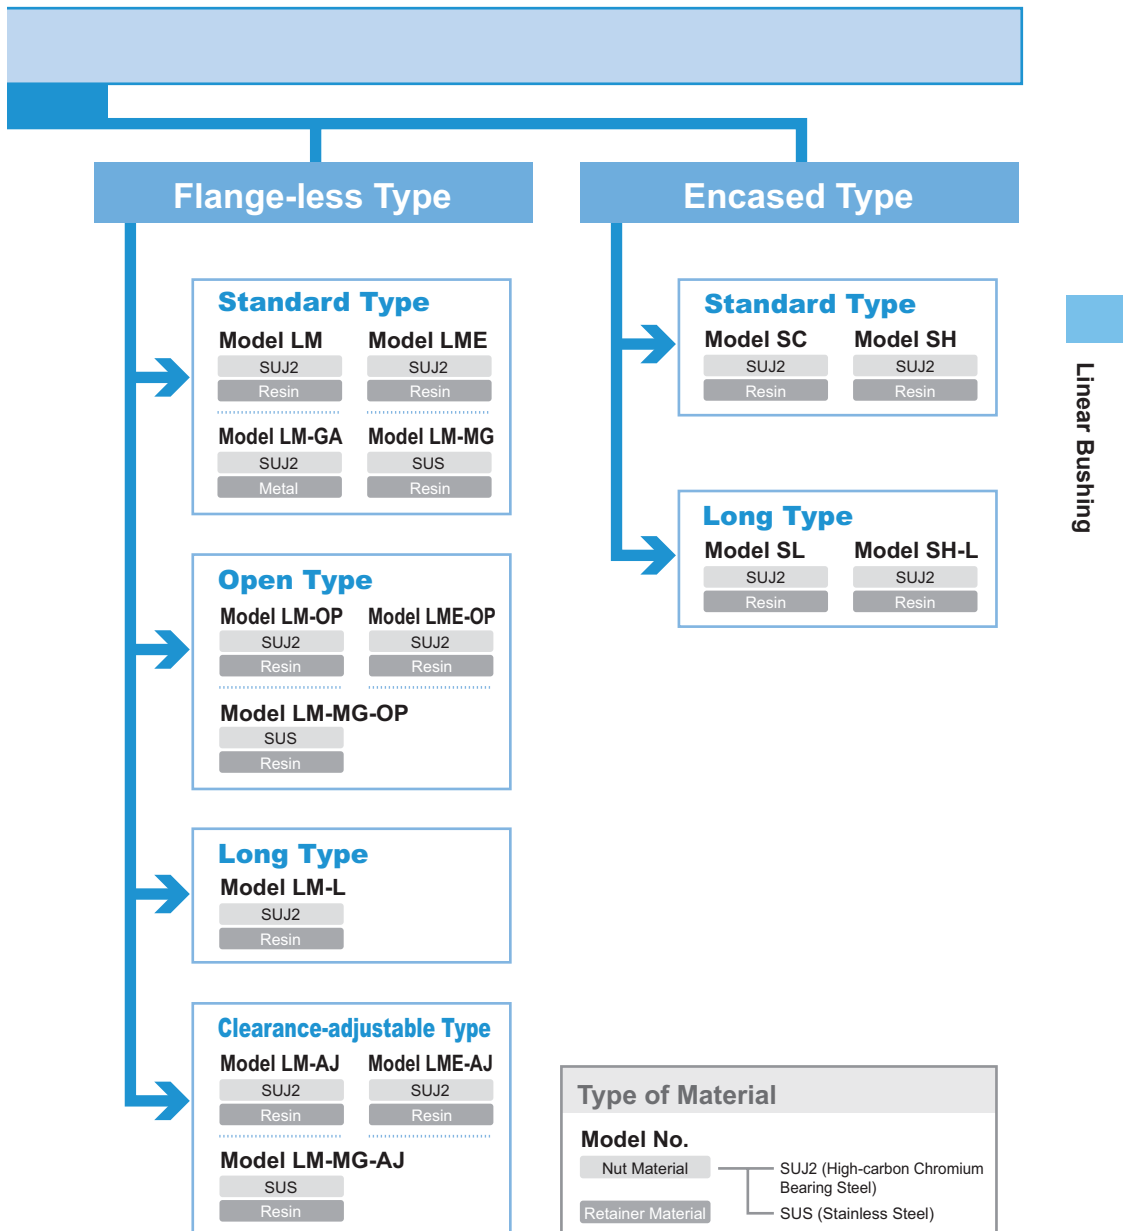 Flange-less Type
Encased Type
Standard Type
Model LM Model LME
SUJ2 SUJ2
Resin Resin
Model LM-GA Model LM-MG
SUJ2 SUS
Metal Resin
Open Type
Model LM-OP Model LME-OP
SUJ2 SUJ2
Resin Resin
Model LM-MG-OP
SUS
Resin
Long Type
Model LM-L
SUJ2
Resin
Clearance-adjustable Type
Model LM-AJ Model LME-AJ
SUJ2 SUJ2
Resin Resin
Model LM-MG-AJ
SUS
Resin
Standard Type
Model SC Model SH
SUJ2 SUJ2
Resin Resin
Long Type
Model SL Model SH-L
SUJ2 SUJ2
Resin Resin
Type of Material
Model No.
Nut Material
SUJ2 (High-carbon Chromium
Bearing Steel)
Retainer Material
SUS (Stainless Steel)
Linear Bushing